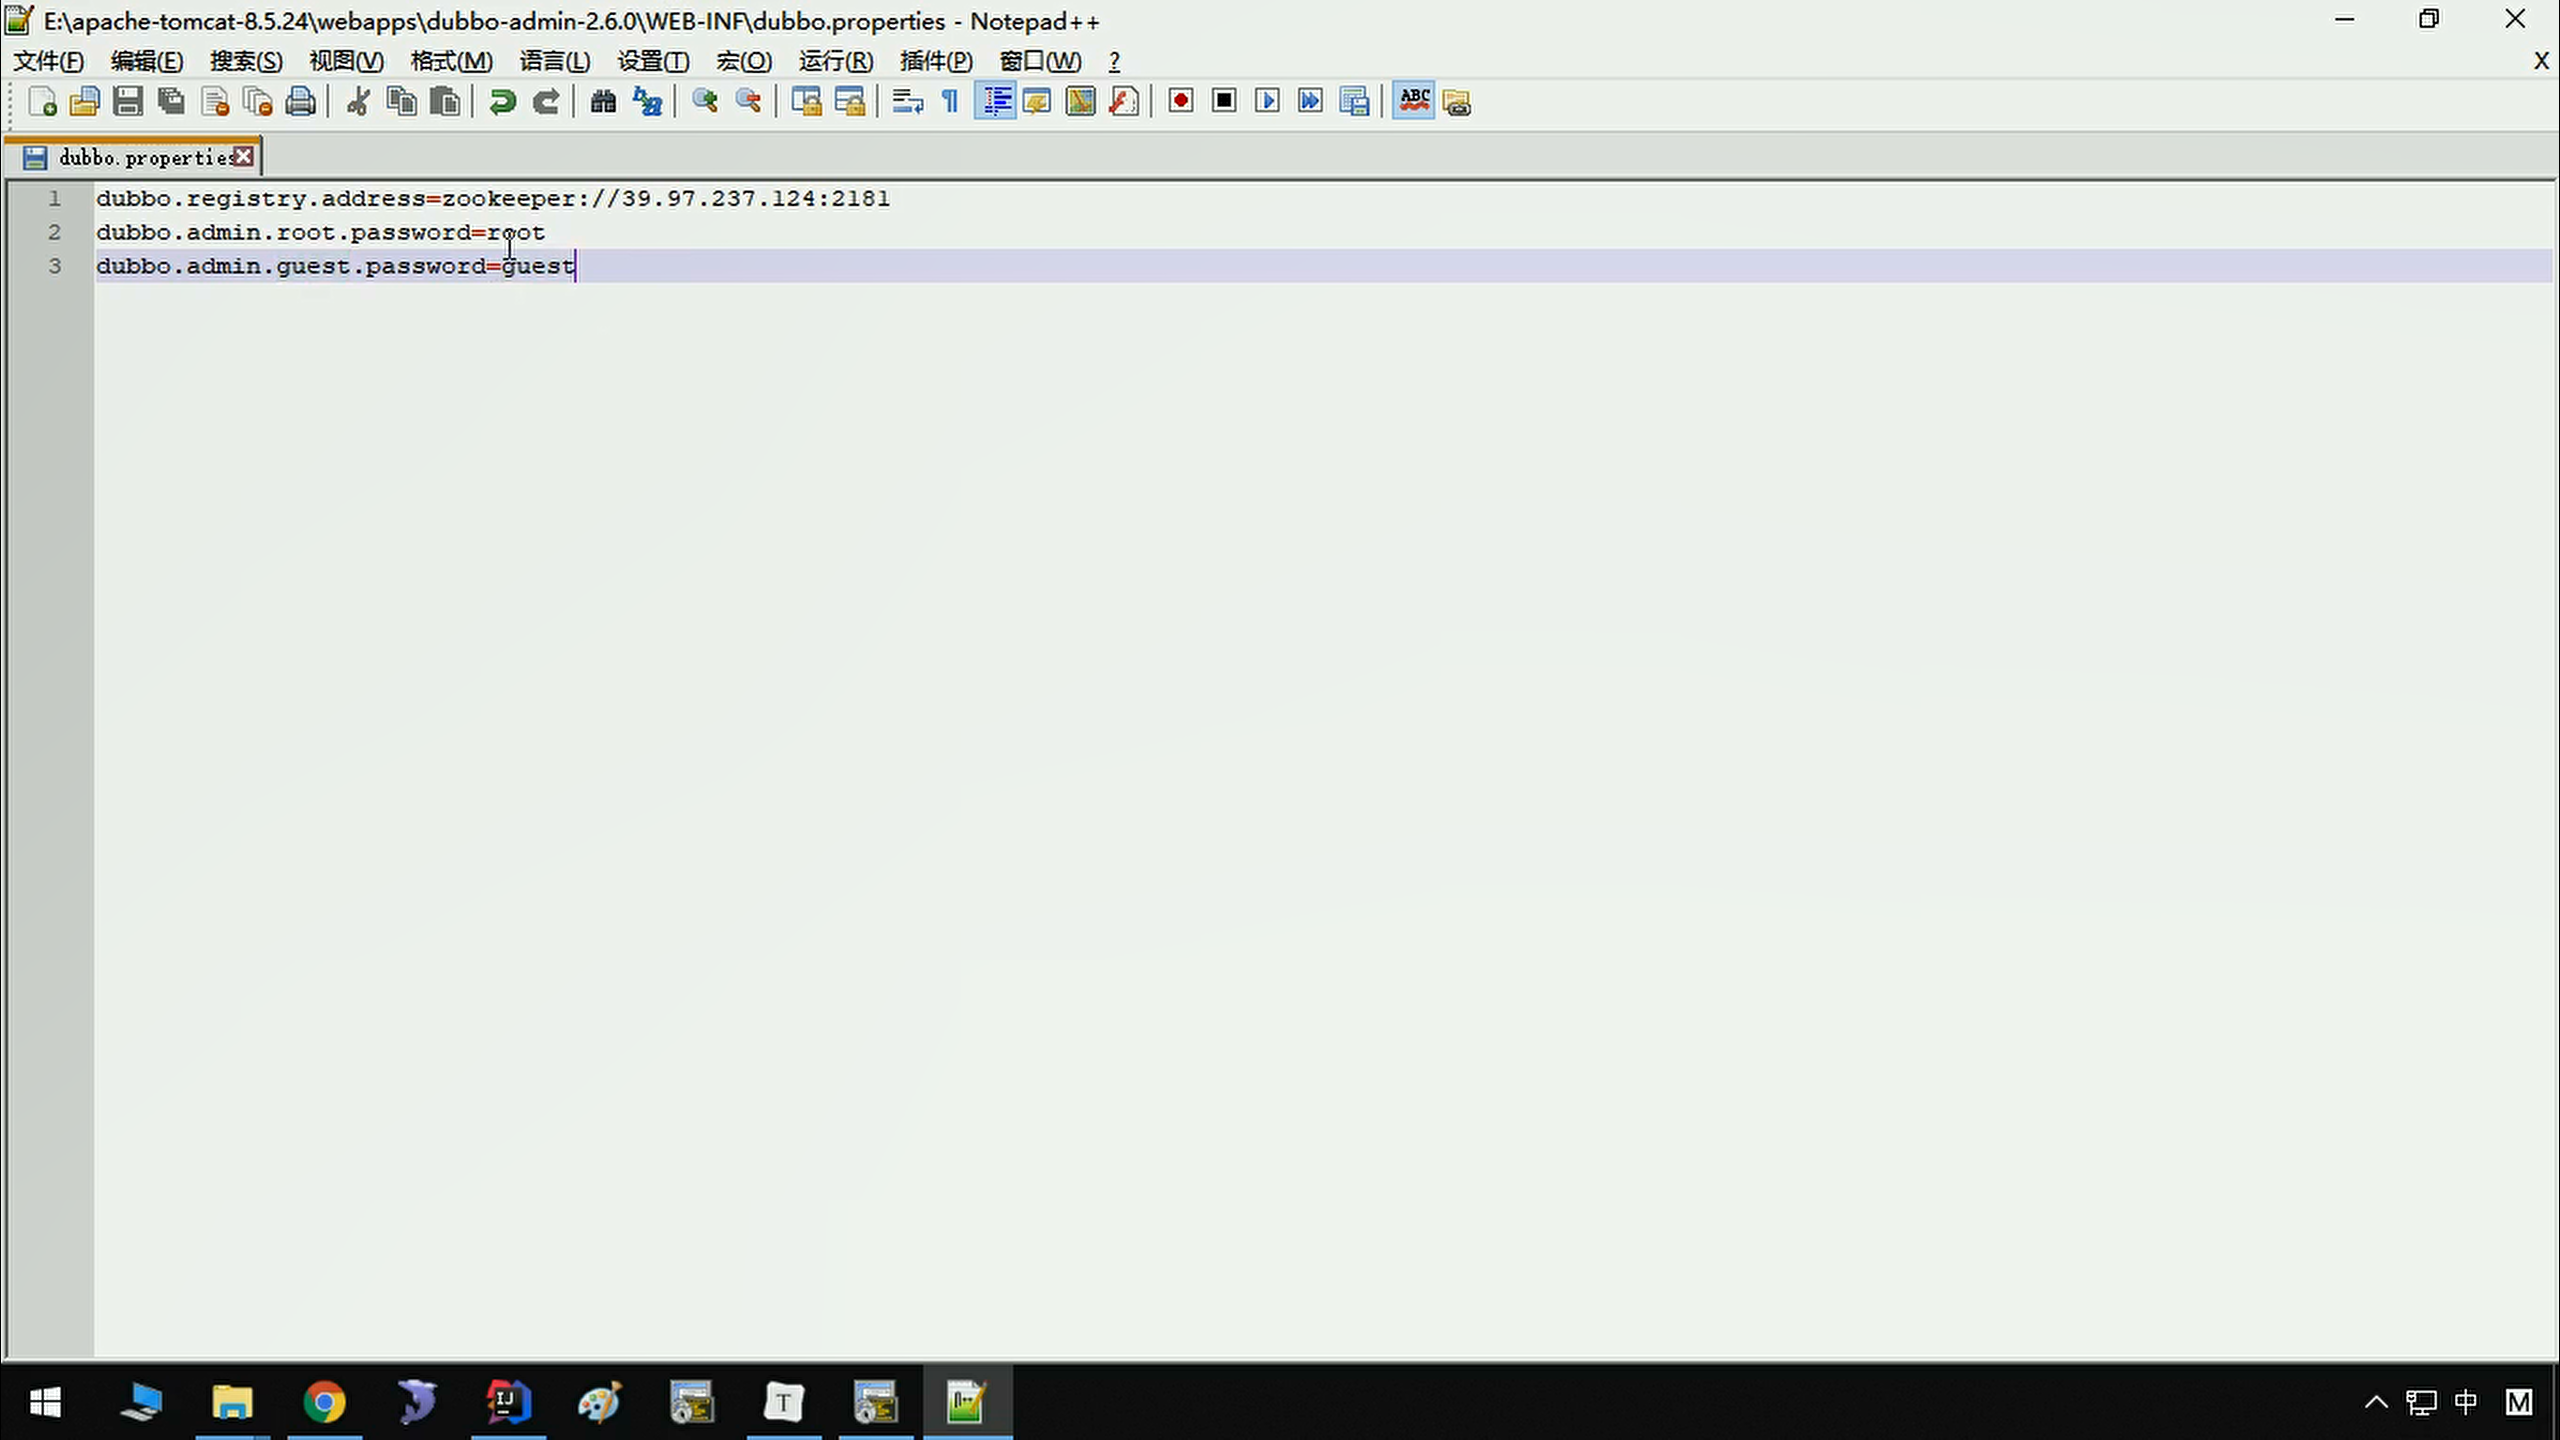 E:\apache-tomcat-8.5.24\webapps\dubbo-admin-2.6.0\WEB-INF\dubbo.properties - Notepad++
文件(F) 编辑(E) 搜索(S) 视图(V) 格式(M) 语言(L) 设置(T) 宏(O) 运行(R) 插件(P) 窗口(W) ? X
ABC
dubbo.properties
1 dubbo.registry.address=zookeeper://39.97.237.124:2181
2 dubbo.admin.root.password=root
3 dubbo.admin.guest.password=guest
IJ T 中 M